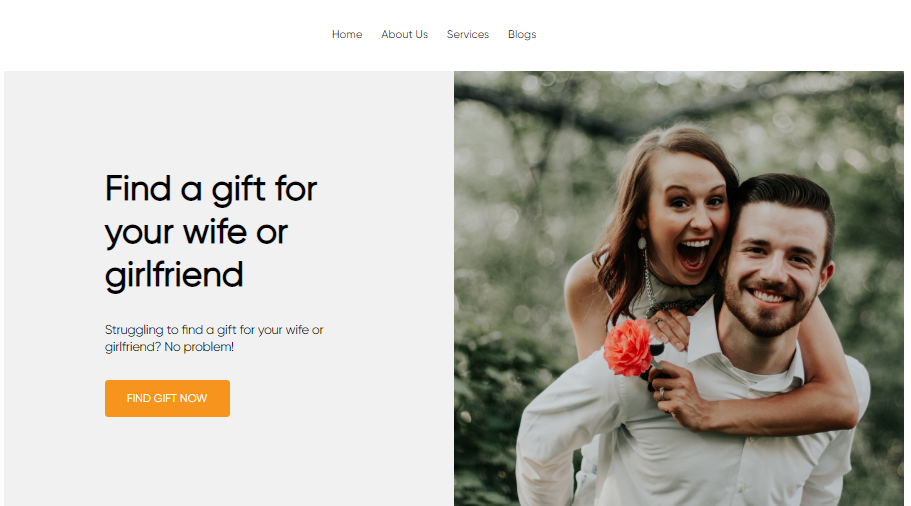 Home About Us Services Blogs
Find a gift for
your wife or
girlfriend
Struggling to find a gift for your wife or
girlfriend? No problem!
FIND GIFT NOW